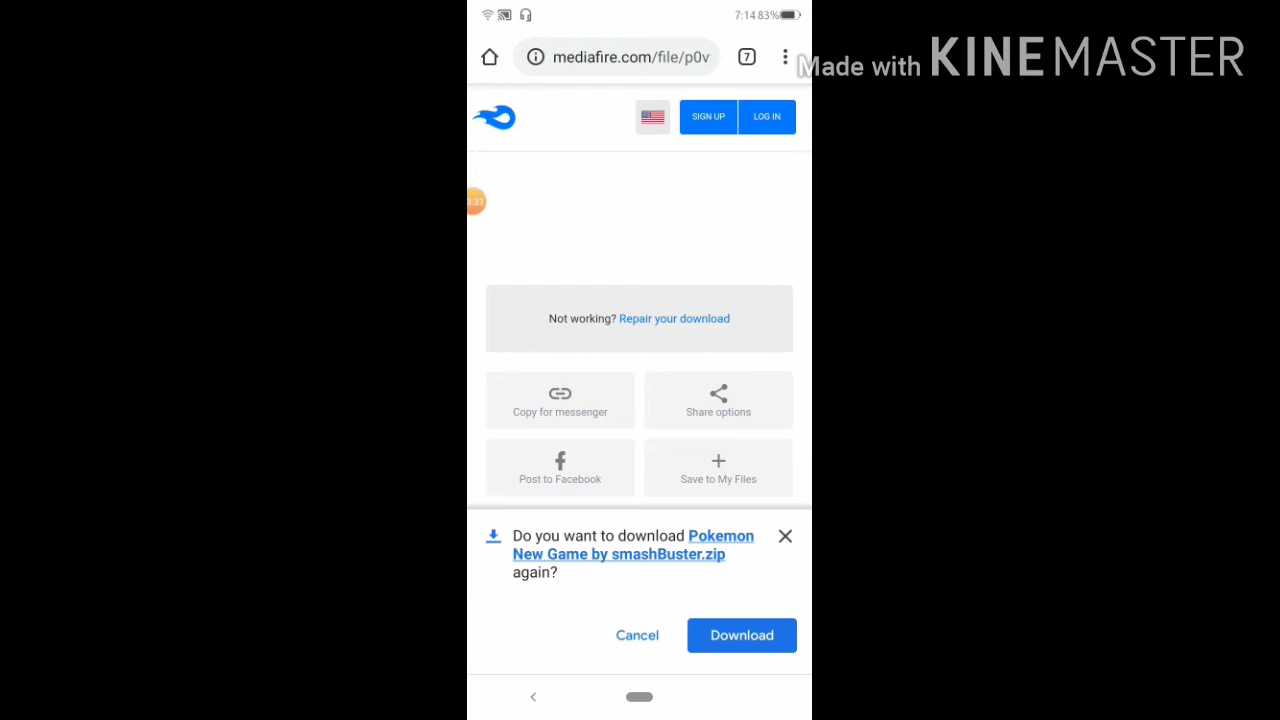 7:14 83%
mediafire.com/file/p0v
7
Made with KINEMASTER
SIGN UP
LOG IN
Not working? Repair your download
Copy for messenger
Share options
Post to Facebook
Save to My Files
Do you want to download Pokemon
New Game by smashBuster.zip
again?
Cancel
Download